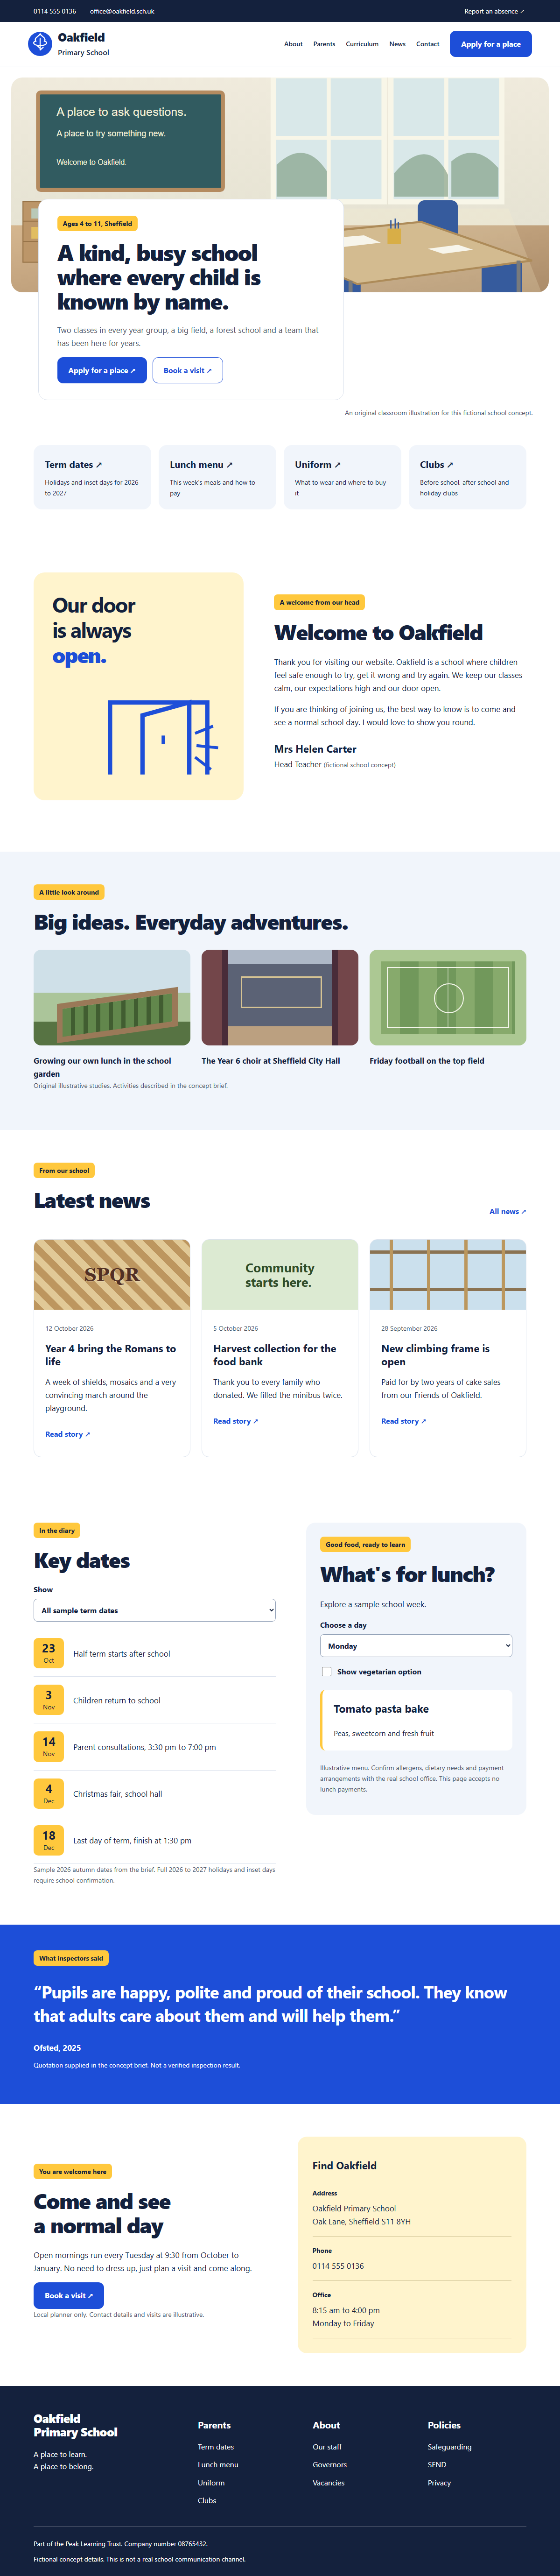 0114 555 0136 office@oakfield.sch.uk Report an absence ↗
Oakfield
Primary School
About Parents Curriculum News Contact Apply for a place
A place to ask questions.
A place to try something new.
Welcome to Oakfield.
Ages 4 to 11, Sheffield
A kind, busy school
where every child is
known by name.
Two classes in every year group, a big field, a forest school and a team that
has been here for years.
Apply for a place ↗ Book a visit ↗
An original classroom illustration for this fictional school concept.
Term dates ↗
Holidays and inset days for 2026
to 2027
Lunch menu ↗
This week's meals and how to
pay
Uniform ↗
What to wear and where to buy
it
Clubs ↗
Before school, after school and
holiday clubs
Our door
is always
open.
A welcome from our head
Welcome to Oakfield
Thank you for visiting our website. Oakfield is a school where children
feel safe enough to try, get it wrong and try again. We keep our classes
calm, our expectations high and our door open.
If you are thinking of joining us, the best way to know is to come and
see a normal school day. I would love to show you round.
Mrs Helen Carter
Head Teacher (fictional school concept)
A little look around
Big ideas. Everyday adventures.
Growing our own lunch in the school
garden
The Year 6 choir at Sheffield City Hall
Friday football on the top field
Original illustrative studies. Activities described in the concept brief.
From our school
Latest news
All news ↗
SPQR
12 October 2026
Year 4 bring the Romans to
life
A week of shields, mosaics and a very
convincing march around the
playground.
Read story ↗
Community
starts here.
5 October 2026
Harvest collection for the
food bank
Thank you to every family who
donated. We filled the minibus twice.
Read story ↗
28 September 2026
New climbing frame is
open
Paid for by two years of cake sales
from our Friends of Oakfield.
Read story ↗
In the diary
Key dates
Show
All sample term dates
23
Oct
Half term starts after school
3
Nov
Children return to school
14
Nov
Parent consultations, 3:30 pm to 7:00 pm
4
Dec
Christmas fair, school hall
18
Dec
Last day of term, finish at 1:30 pm
Sample 2026 autumn dates from the brief. Full 2026 to 2027 holidays and inset days
require school confirmation.
Good food, ready to learn
What's for lunch?
Explore a sample school week.
Choose a day
Monday
Show vegetarian option
Tomato pasta bake
Peas, sweetcorn and fresh fruit
Illustrative menu. Confirm allergens, dietary needs and payment
arrangements with the real school office. This page accepts no
lunch payments.
What inspectors said
“Pupils are happy, polite and proud of their school. They know
that adults care about them and will help them.”
Ofsted, 2025
Quotation supplied in the concept brief. Not a verified inspection result.
You are welcome here
Come and see
a normal day
Open mornings run every Tuesday at 9:30 from October to
January. No need to dress up, just plan a visit and come along.
Book a visit ↗
Local planner only. Contact details and visits are illustrative.
Find Oakfield
Address
Oakfield Primary School
Oak Lane, Sheffield S11 8YH
Phone
0114 555 0136
Office
8:15 am to 4:00 pm
Monday to Friday
Oakfield
Primary School
A place to learn.
A place to belong.
Parents
Term dates
Lunch menu
Uniform
Clubs
About
Our staff
Governors
Vacancies
Policies
Safeguarding
SEND
Privacy
Part of the Peak Learning Trust. Company number 08765432.
Fictional concept details. This is not a real school communication channel.